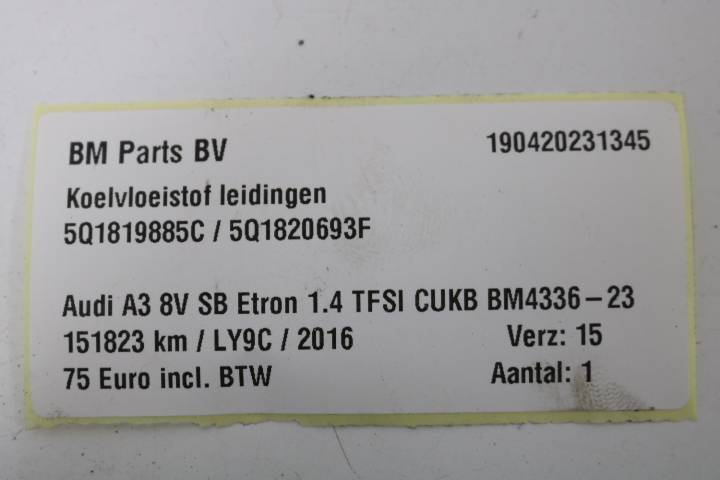 BM Parts BV 190420231345
Koelvloeistof leidingen
5Q1819885C / 5Q1820693F
Audi A3 8V SB Etron 1.4 TFSI CUKB BM4336-23
151823 km / LY9C / 2016 Verz: 15
75 Euro incl. BTW Aantal: 1